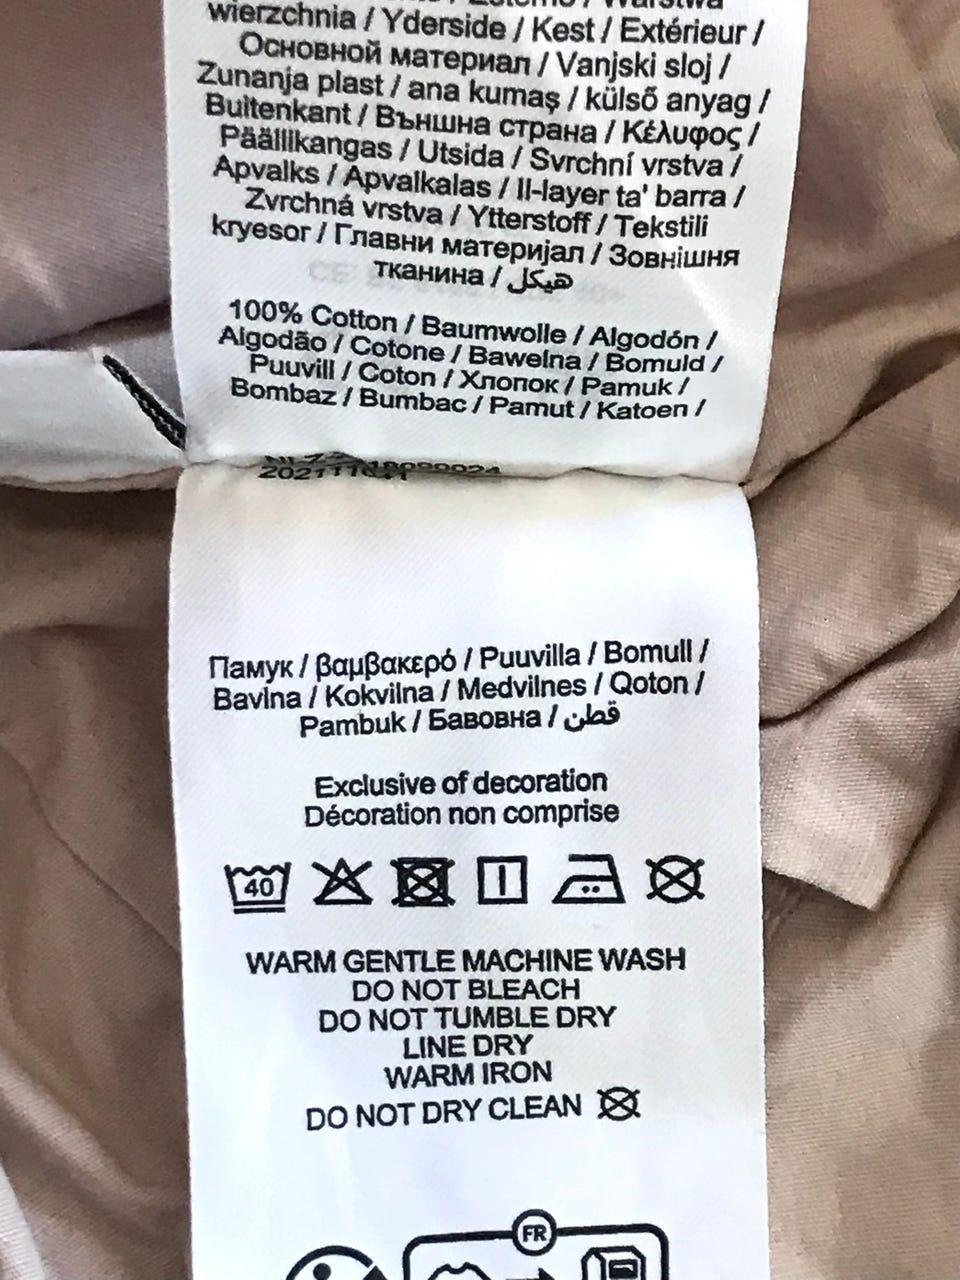 wierzchnia / Yderside / Kest / Extérieur /
Основной материал / Vanjski sloj /
Zunanja plast / ana kumaş / külső anyag /
Buitenkant / Външна страна / Κέλυφος /
Päällikangas / Utsida / Svrchní vrstva /
Apvalks / Apvalkalas / Il-layer ta' barra /
Zvrchná vrstva / Ytterstoff / Tekstili
kryesor / Главни материјал / Зовнішня
тканина / هيكل
100% Cotton / Baumwolle / Algodón /
Algodão / Cotone / Bawełna / Bomuld /
Puuvill / Coton / Хлопок / Pamuk /
Bombaz / Bumbac / Pamut / Katoen /
Памук / βαμβακερό / Puuvilla / Bomull /
Bavlna / Kokvilna / Medvilnes / Qoton /
Pambuk / Бавовна / قطن
Exclusive of decoration
Décoration non comprise
40
WARM GENTLE MACHINE WASH
DO NOT BLEACH
DO NOT TUMBLE DRY
LINE DRY
WARM IRON
DO NOT DRY CLEAN
FR